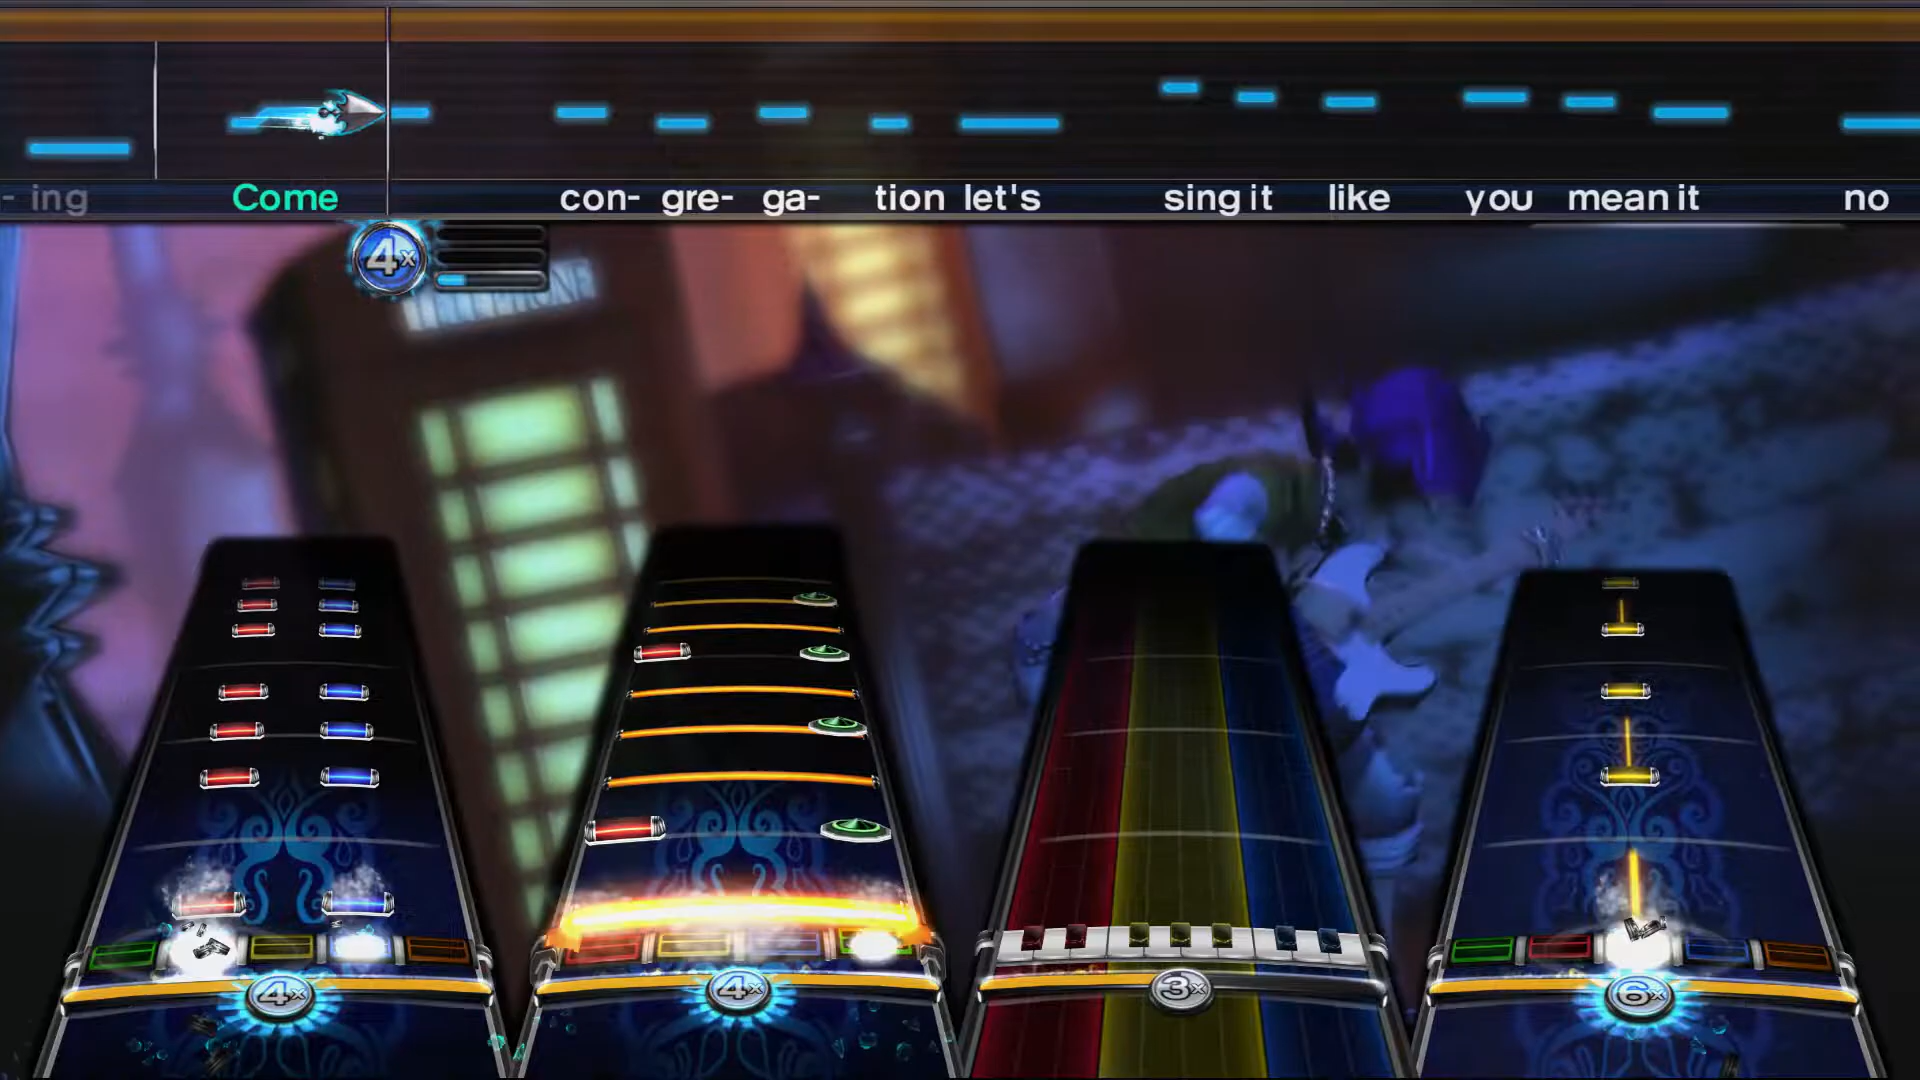 - ing Come con- gre- ga- tion let's sing it like you mean it no
4x
TELEPHONE
4x 4x 3x 6x